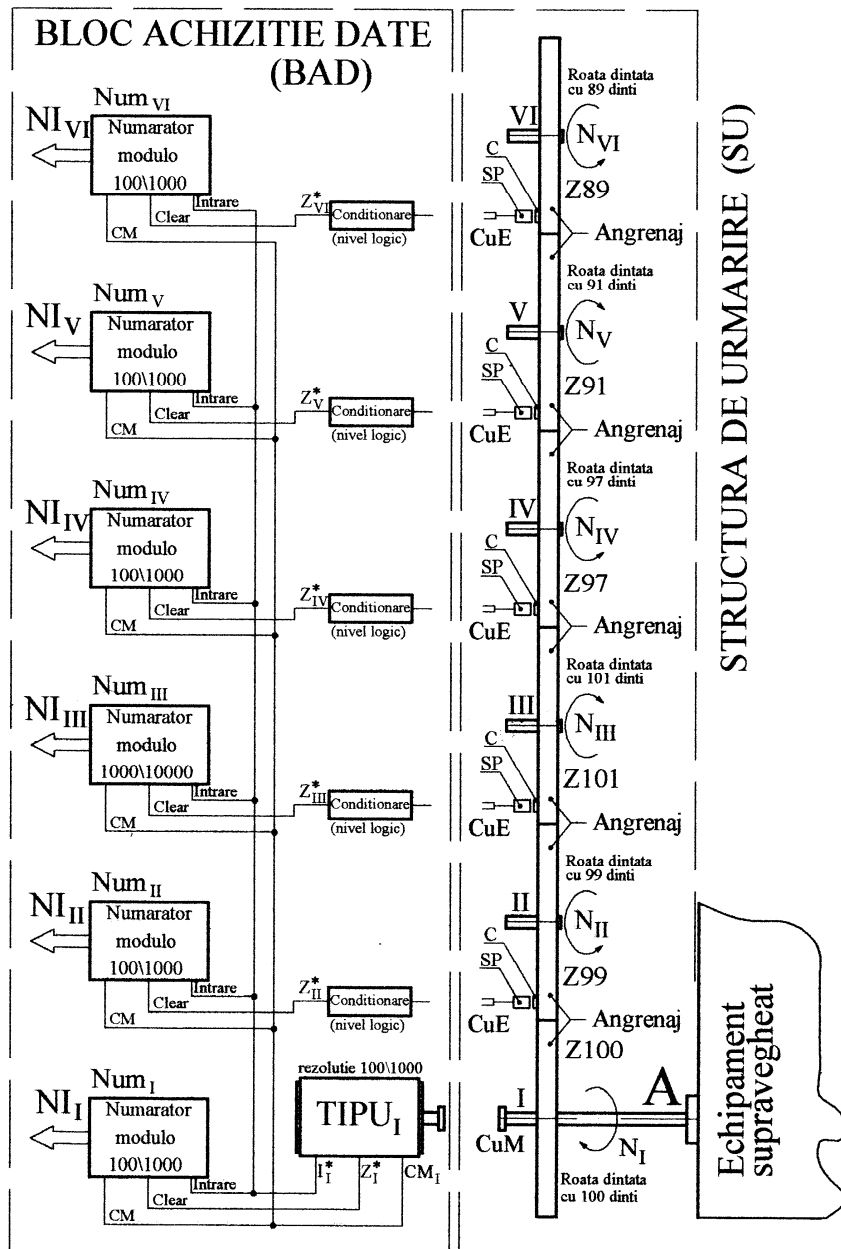 BLOC ACHIZITIE DATE
(BAD)
Num VI
NI VI
Numarator
modulo
100\1000
Intrare
Clear
CM
Z*VI
Conditionare
(nivel logic)
Num V
NI V
Numarator
modulo
100\1000
Intrare
Clear
CM
Z*V
Conditionare
(nivel logic)
Num IV
NI IV
Numarator
modulo
100\1000
Intrare
Clear
CM
Z*IV
Conditionare
(nivel logic)
Num III
NI III
Numarator
modulo
1000\10000
Intrare
Clear
CM
Z*III
Conditionare
(nivel logic)
Num II
NI II
Numarator
modulo
100\1000
Intrare
Clear
CM
Z*II
Conditionare
(nivel logic)
Num I
NI I
Numarator
modulo
100\1000
Intrare
Clear
CM
rezolutie 100\1000
TIPU I
I*I
Z*I
CM I
Roata dintata
cu 89 dinti
VI
N VI
C
SP
Z89
CuE
Angrenaj
Roata dintata
cu 91 dinti
V
N V
C
SP
Z91
CuE
Angrenaj
Roata dintata
cu 97 dinti
IV
N IV
C
SP
Z97
CuE
Angrenaj
Roata dintata
cu 101 dinti
III
N III
C
SP
Z101
CuE
Angrenaj
Roata dintata
cu 99 dinti
II
N II
C
SP
Z99
CuE
Angrenaj
Z100
I
A
CuM
N I
Roata dintata
cu 100 dinti
STRUCTURA DE URMARIRE (SU)
Echipament
supravegheat